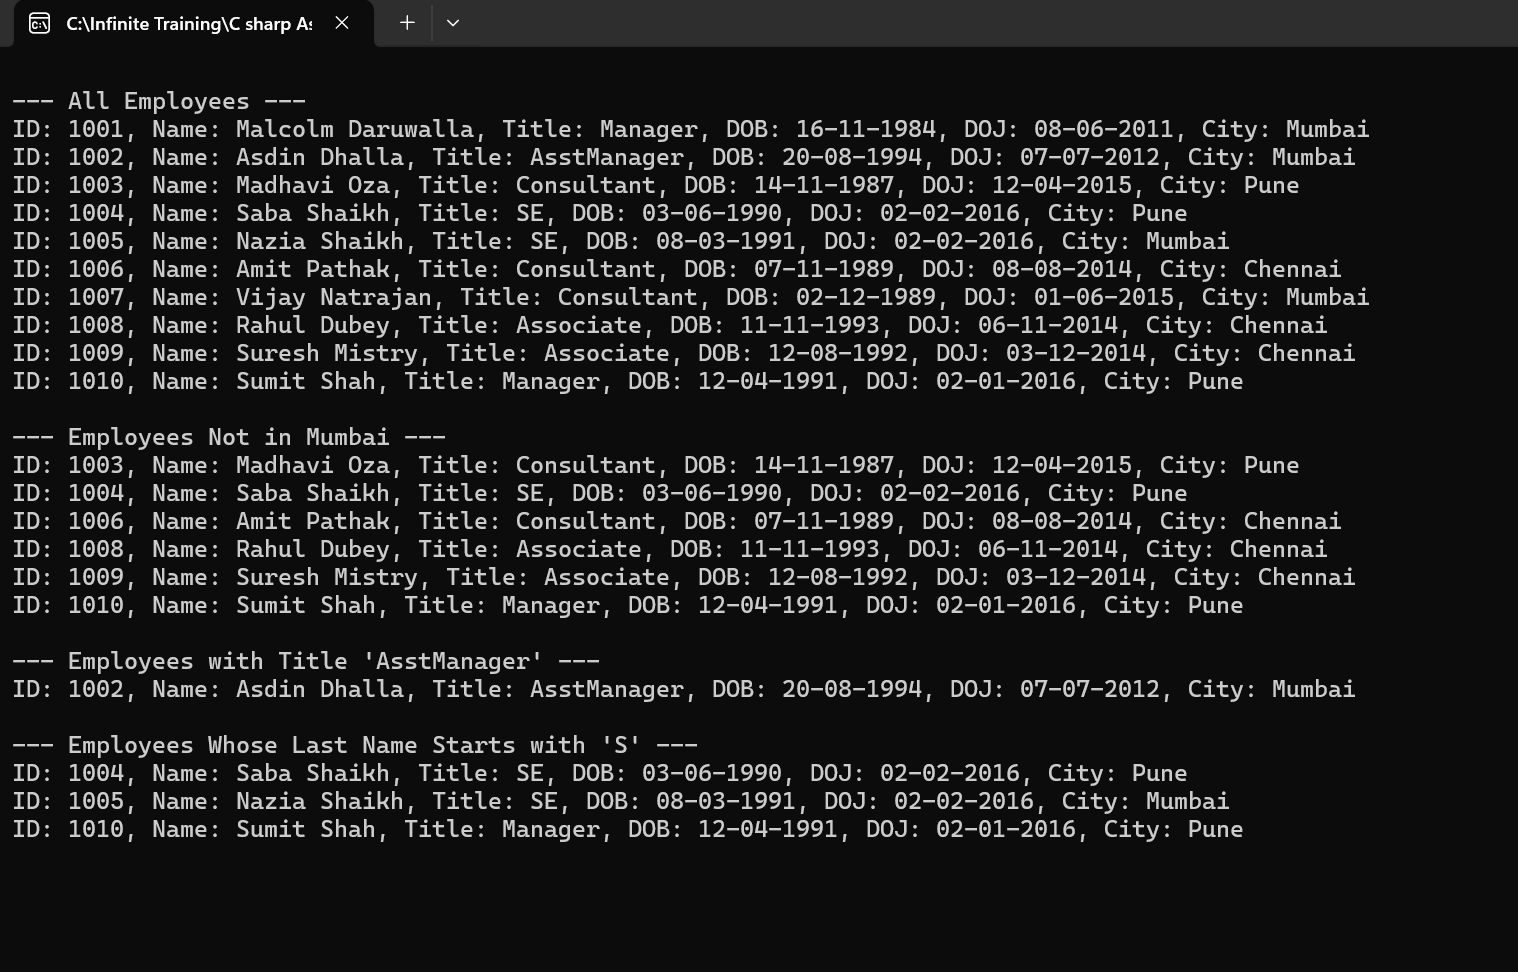 C:\Infinite Training\C sharp As
--- All Employees ---
ID: 1001, Name: Malcolm Daruwalla, Title: Manager, DOB: 16-11-1984, DOJ: 08-06-2011, City: Mumbai
ID: 1002, Name: Asdin Dhalla, Title: AsstManager, DOB: 20-08-1994, DOJ: 07-07-2012, City: Mumbai
ID: 1003, Name: Madhavi Oza, Title: Consultant, DOB: 14-11-1987, DOJ: 12-04-2015, City: Pune
ID: 1004, Name: Saba Shaikh, Title: SE, DOB: 03-06-1990, DOJ: 02-02-2016, City: Pune
ID: 1005, Name: Nazia Shaikh, Title: SE, DOB: 08-03-1991, DOJ: 02-02-2016, City: Mumbai
ID: 1006, Name: Amit Pathak, Title: Consultant, DOB: 07-11-1989, DOJ: 08-08-2014, City: Chennai
ID: 1007, Name: Vijay Natrajan, Title: Consultant, DOB: 02-12-1989, DOJ: 01-06-2015, City: Mumbai
ID: 1008, Name: Rahul Dubey, Title: Associate, DOB: 11-11-1993, DOJ: 06-11-2014, City: Chennai
ID: 1009, Name: Suresh Mistry, Title: Associate, DOB: 12-08-1992, DOJ: 03-12-2014, City: Chennai
ID: 1010, Name: Sumit Shah, Title: Manager, DOB: 12-04-1991, DOJ: 02-01-2016, City: Pune
--- Employees Not in Mumbai ---
ID: 1003, Name: Madhavi Oza, Title: Consultant, DOB: 14-11-1987, DOJ: 12-04-2015, City: Pune
ID: 1004, Name: Saba Shaikh, Title: SE, DOB: 03-06-1990, DOJ: 02-02-2016, City: Pune
ID: 1006, Name: Amit Pathak, Title: Consultant, DOB: 07-11-1989, DOJ: 08-08-2014, City: Chennai
ID: 1008, Name: Rahul Dubey, Title: Associate, DOB: 11-11-1993, DOJ: 06-11-2014, City: Chennai
ID: 1009, Name: Suresh Mistry, Title: Associate, DOB: 12-08-1992, DOJ: 03-12-2014, City: Chennai
ID: 1010, Name: Sumit Shah, Title: Manager, DOB: 12-04-1991, DOJ: 02-01-2016, City: Pune
--- Employees with Title 'AsstManager' ---
ID: 1002, Name: Asdin Dhalla, Title: AsstManager, DOB: 20-08-1994, DOJ: 07-07-2012, City: Mumbai
--- Employees Whose Last Name Starts with 'S' ---
ID: 1004, Name: Saba Shaikh, Title: SE, DOB: 03-06-1990, DOJ: 02-02-2016, City: Pune
ID: 1005, Name: Nazia Shaikh, Title: SE, DOB: 08-03-1991, DOJ: 02-02-2016, City: Mumbai
ID: 1010, Name: Sumit Shah, Title: Manager, DOB: 12-04-1991, DOJ: 02-01-2016, City: Pune